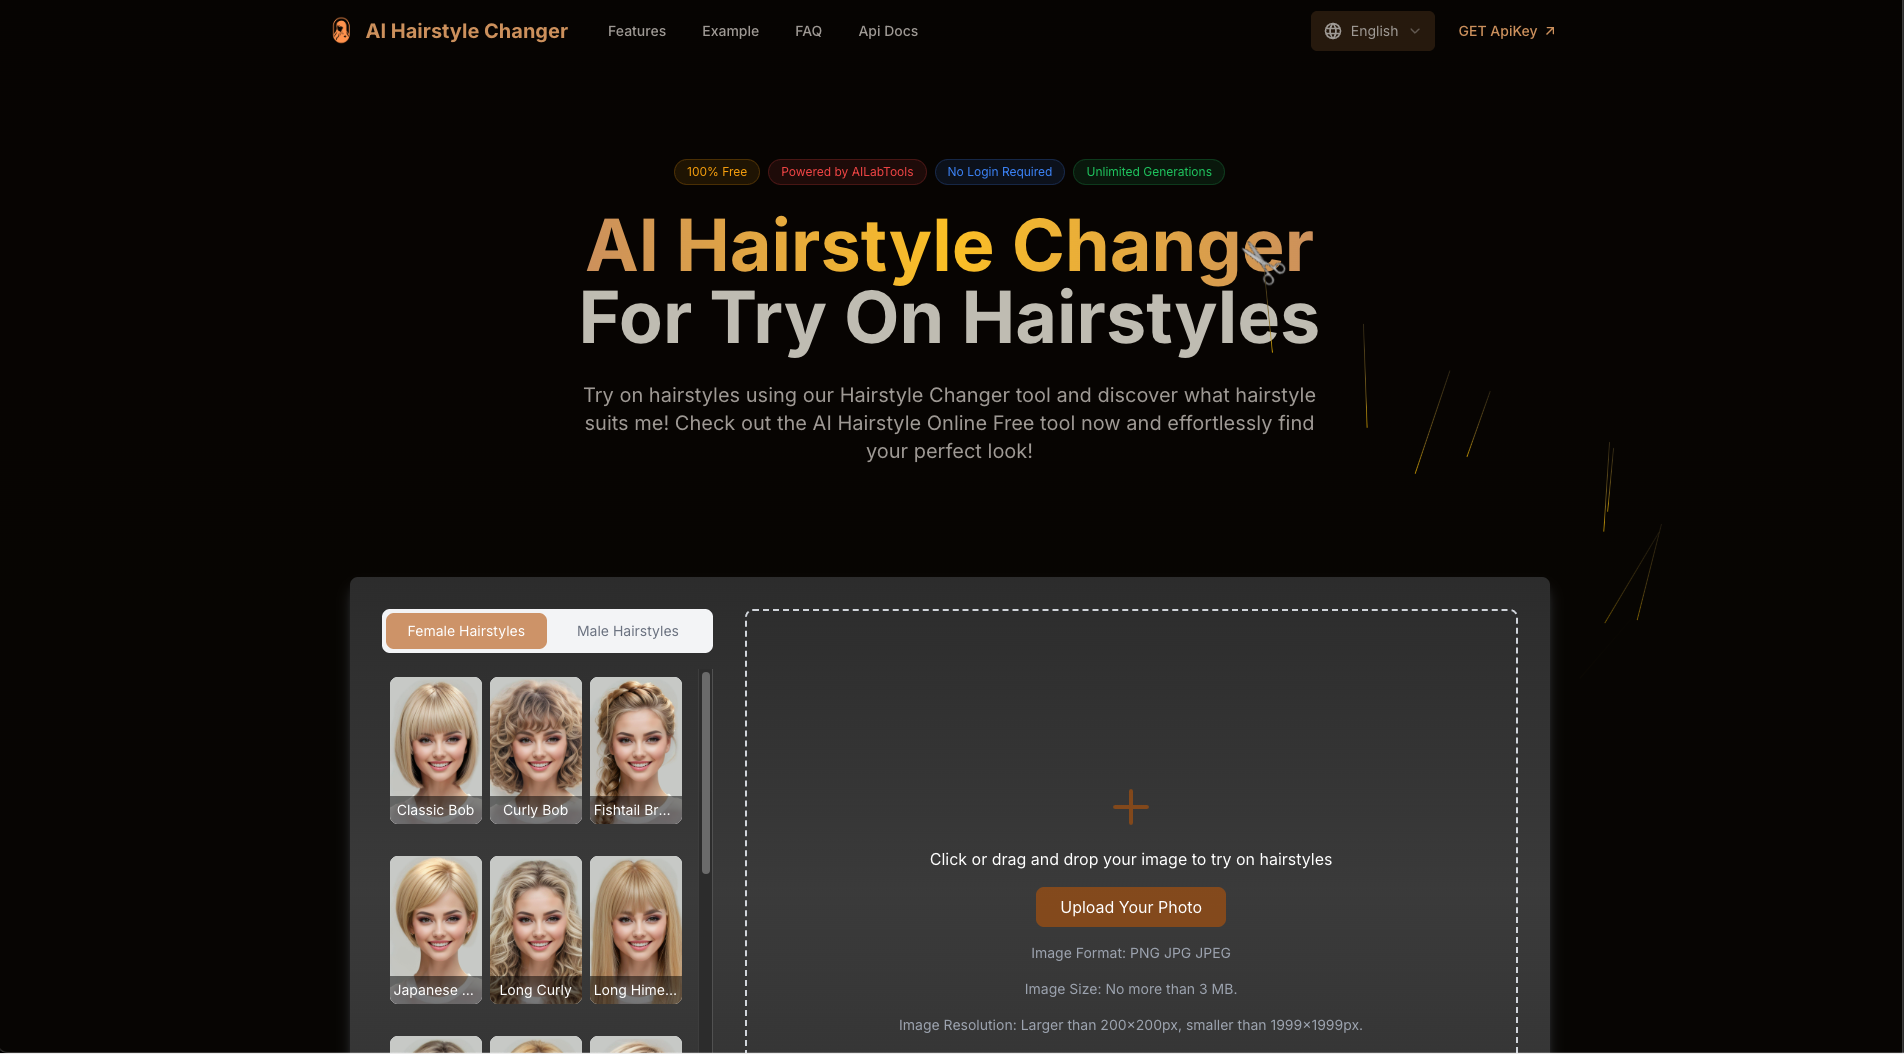 AI Hairstyle Changer
Features
Example
FAQ
Api Docs
English
GET ApiKey
100% Free
Powered by AILabTools
No Login Required
Unlimited Generations
AI Hairstyle Changer
For Try On Hairstyles
Try on hairstyles using our Hairstyle Changer tool and discover what hairstyle
suits me! Check out the AI Hairstyle Online Free tool now and effortlessly find
your perfect look!
Female Hairstyles
Male Hairstyles
Classic Bob
Curly Bob
Fishtail Br...
Japanese ...
Long Curly
Long Hime...
Click or drag and drop your image to try on hairstyles
Upload Your Photo
Image Format: PNG JPG JPEG
Image Size: No more than 3 MB.
Image Resolution: Larger than 200×200px, smaller than 1999×1999px.